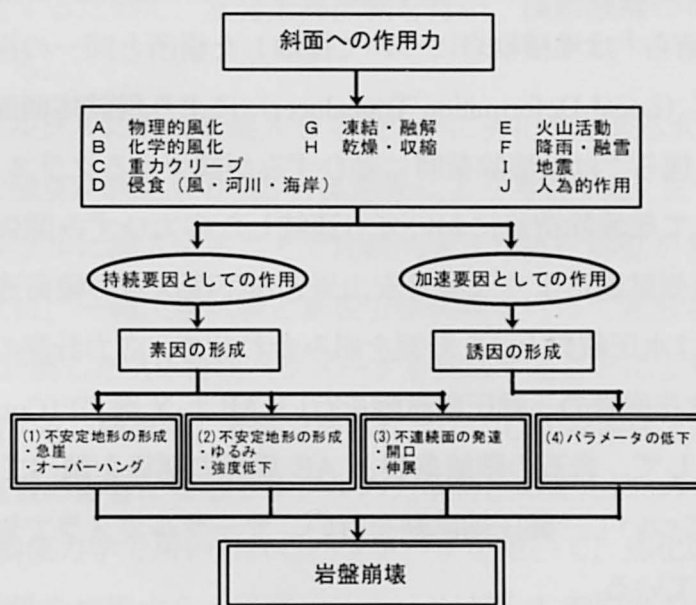 斜面への作用力
A 物理的風化 G 凍結・融解 E 火山活動
B 化学的風化 H 乾燥・収縮 F 降雨・融雪
C 重力クリープ I 地震
D 侵食（風・河川・海岸） J 人為的作用
持続要因としての作用 加速要因としての作用
素因の形成 誘因の形成
(1)不安定地形の形成
・急崖
・オーバーハング
(2)不安定地形の形成
・ゆるみ
・強度低下
(3)不連続面の発達
・開口
・伸展
(4)パラメータの低下
岩盤崩壊